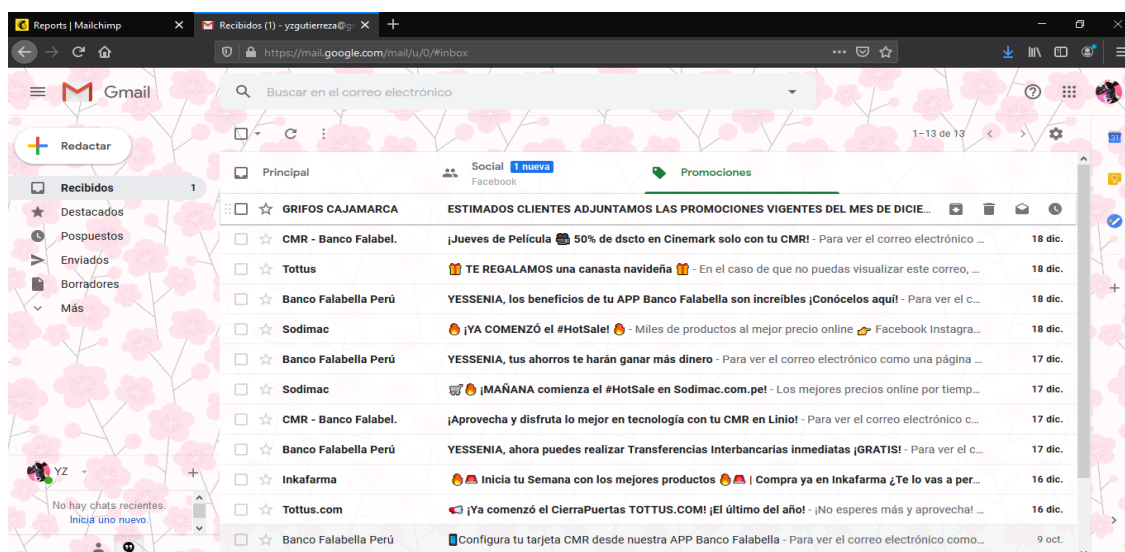 Reports | Mailchimp
Recibidos (1) - yzgutierreza@g
https://mail.google.com/mail/u/0/#inbox
Gmail
Buscar en el correo electrónico
Redactar
1–13 de 13
31
Principal
Social 1 nueva
Facebook
Promociones
Recibidos 1
Destacados
Pospuestos
Enviados
Borradores
Más
GRIFOS CAJAMARCA ESTIMADOS CLIENTES ADJUNTAMOS LAS PROMOCIONES VIGENTES DEL MES DE DICIE...
CMR - Banco Falabel. ¡Jueves de Película 🎬 50% de dscto en Cinemark solo con tu CMR! - Para ver el correo electrónico ... 18 dic.
Tottus 🎁 TE REGALAMOS una canasta navideña 🎁 - En el caso de que no puedas visualizar este correo, ... 18 dic.
Banco Falabella Perú YESSENIA, los beneficios de tu APP Banco Falabella son increíbles ¡Conócelos aquí! - Para ver el c... 18 dic.
Sodimac 🔥 ¡YA COMENZÓ el #HotSale! 🔥 - Miles de productos al mejor precio online 👉 Facebook Instagra... 18 dic.
Banco Falabella Perú YESSENIA, tus ahorros te harán ganar más dinero - Para ver el correo electrónico como una página ... 17 dic.
Sodimac 🛒🔥 ¡MAÑANA comienza el #HotSale en Sodimac.com.pe! - Los mejores precios online por tiemp... 17 dic.
CMR - Banco Falabel. ¡Aprovecha y disfruta lo mejor en tecnología con tu CMR en Linio! - Para ver el correo electrónico c... 17 dic.
Banco Falabella Perú YESSENIA, ahora puedes realizar Transferencias Interbancarias inmediatas ¡GRATIS! - Para ver el c... 17 dic.
Inkafarma 🔥🚨 Inicia tu Semana con los mejores productos 🔥🚨 | Compra ya en Inkafarma ¿Te lo vas a per... 16 dic.
Tottus.com 📢 ¡Ya comenzó el CierraPuertas TOTTUS.COM! ¡El último del año! - ¡No esperes más y aprovecha! ... 16 dic.
Banco Falabella Perú 📱Configura tu tarjeta CMR desde nuestra APP Banco Falabella - Para ver el correo electrónico como... 9 oct.
YZ
No hay chats recientes.
Inicia uno nuevo.